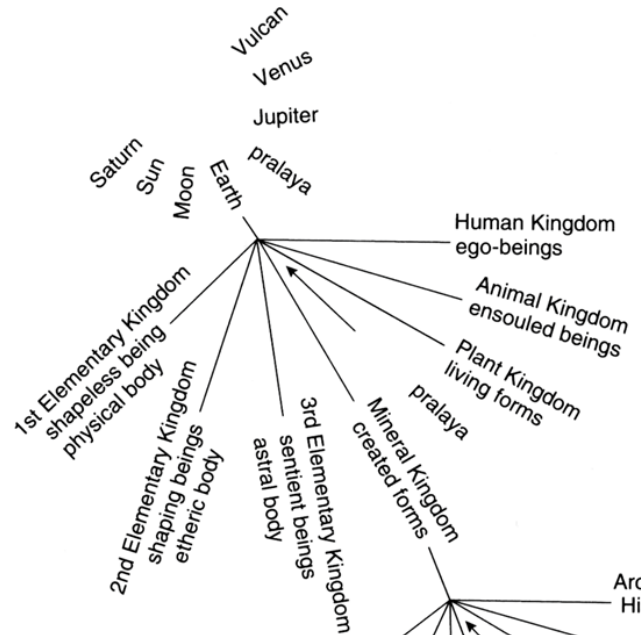 Vulcan
Venus
Jupiter
pralaya
Saturn
Sun
Moon
Earth
Human Kingdom
ego-beings
Animal Kingdom
ensouled beings
Plant Kingdom
living forms
pralaya
Mineral Kingdom
created forms
3rd Elementary Kingdom
sentient beings
astral body
2nd Elementary Kingdom
shaping beings
etheric body
1st Elementary Kingdom
shapeless being
physical body